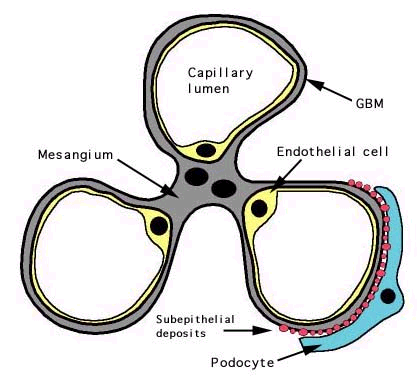 Capillary
lumen
GBM
Mesangium
Endothelial cell
Subepithelial
deposits
Podocyte